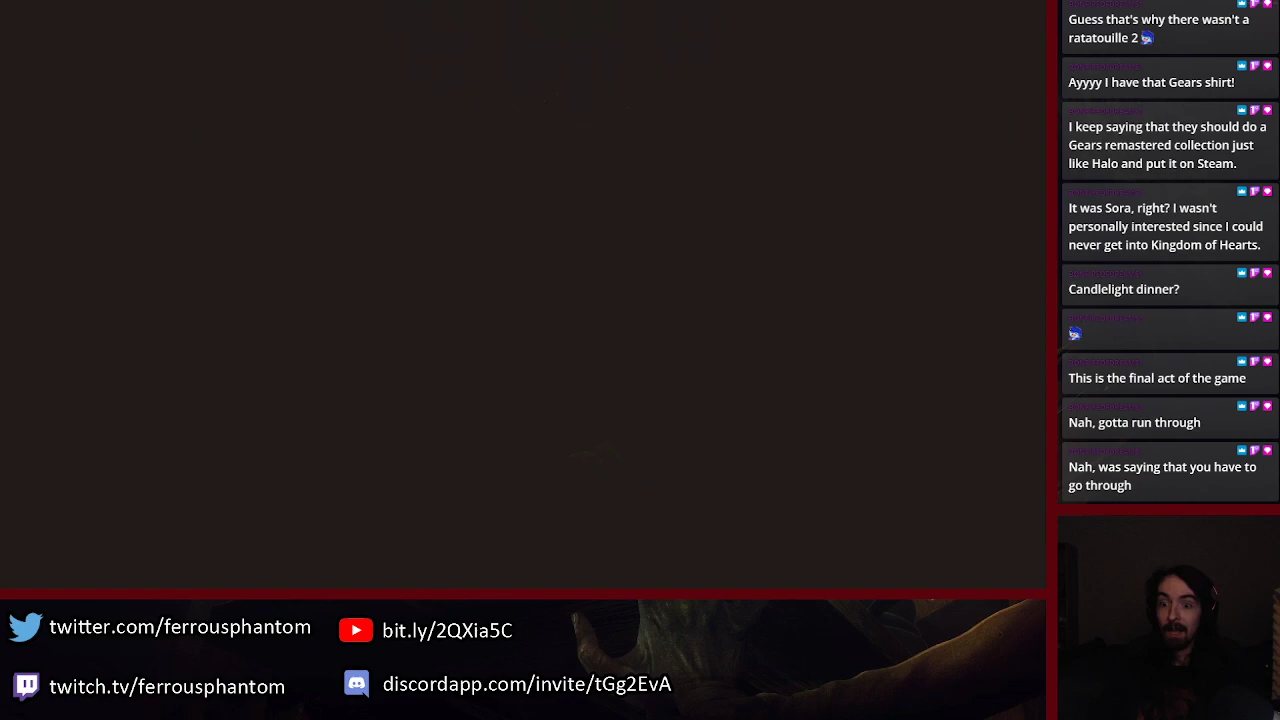 Guess that's why there wasn't a
ratatouille 2
Ayyyy I have that Gears shirt!
I keep saying that they should do a
Gears remastered collection just
like Halo and put it on Steam.
It was Sora, right? I wasn't
personally interested since I could
never get into Kingdom of Hearts.
Candlelight dinner?
This is the final act of the game
Nah, gotta run through
Nah, was saying that you have to
go through
twitter.com/ferrousphantom
bit.ly/2QXia5C
twitch.tv/ferrousphantom
discordapp.com/invite/tGg2EvA